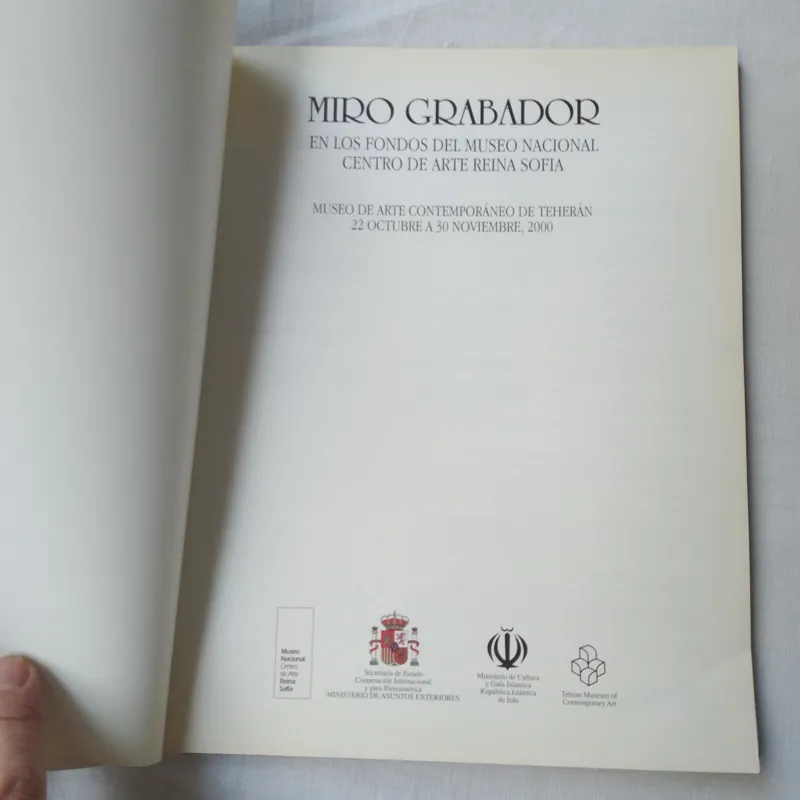 MIRO GRABADOR
EN LOS FONDOS DEL MUSEO NACIONAL
CENTRO DE ARTE REINA SOFIA
MUSEO DE ARTE CONTEMPORÁNEO DE TEHERÁN
22 OCTUBRE A 30 NOVIEMBRE, 2000
Museo
Nacional
Centro
de Arte
Reina
Sofía
Secretaría de Estado
Cooperación Internacional
y para Iberoamérica
MINISTERIO DE ASUNTOS EXTERIORES
Ministerio de Cultura
y Guía Islamica
República Islámica
de Irán
Tehran Museum of
Contemporary Art